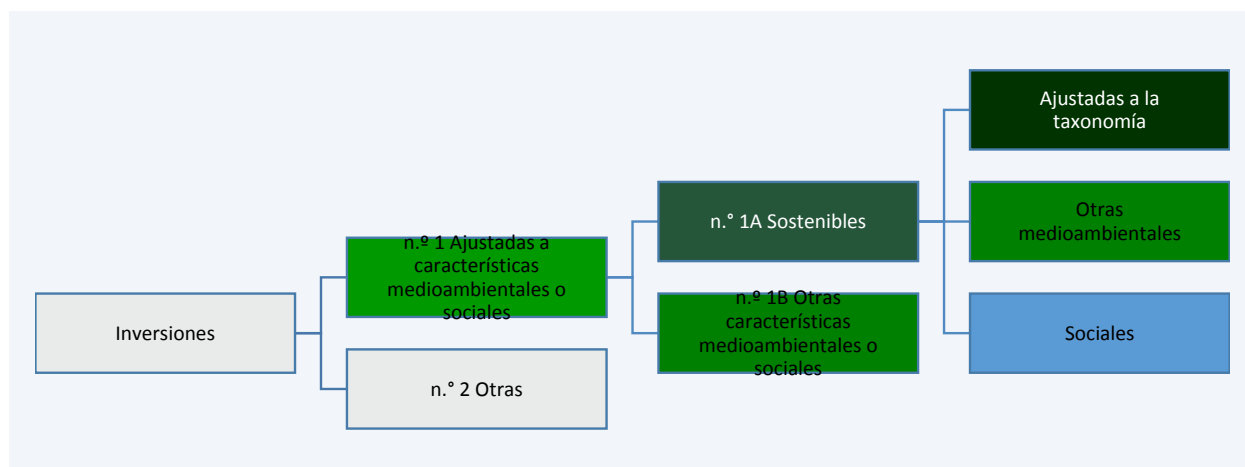 Inversiones
n.º 1 Ajustadas a
características
medioambientales o
sociales
n.° 2 Otras
n.° 1A Sostenibles
n.º 1B Otras
características
medioambientales o
sociales
Ajustadas a la
taxonomía
Otras
medioambientales
Sociales